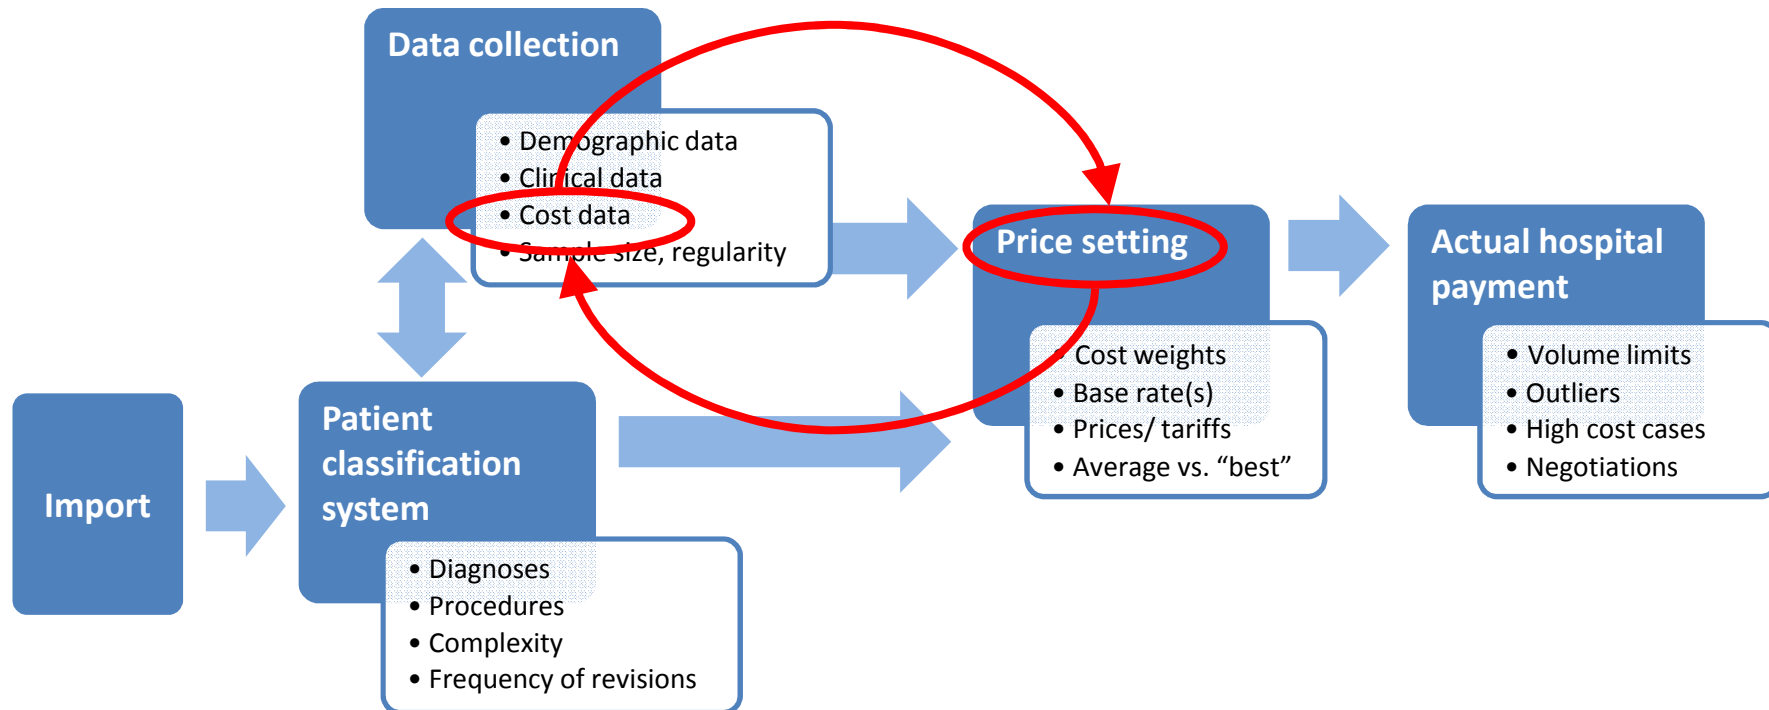 Data collection
• Demographic data
• Clinical data
• Cost data
• Sample size, regularity
Price setting
• Cost weights
• Base rate(s)
• Prices/ tariffs
• Average vs. “best”
Actual hospital
payment
• Volume limits
• Outliers
• High cost cases
• Negotiations
Import
Patient
classification
system
• Diagnoses
• Procedures
• Complexity
• Frequency of revisions